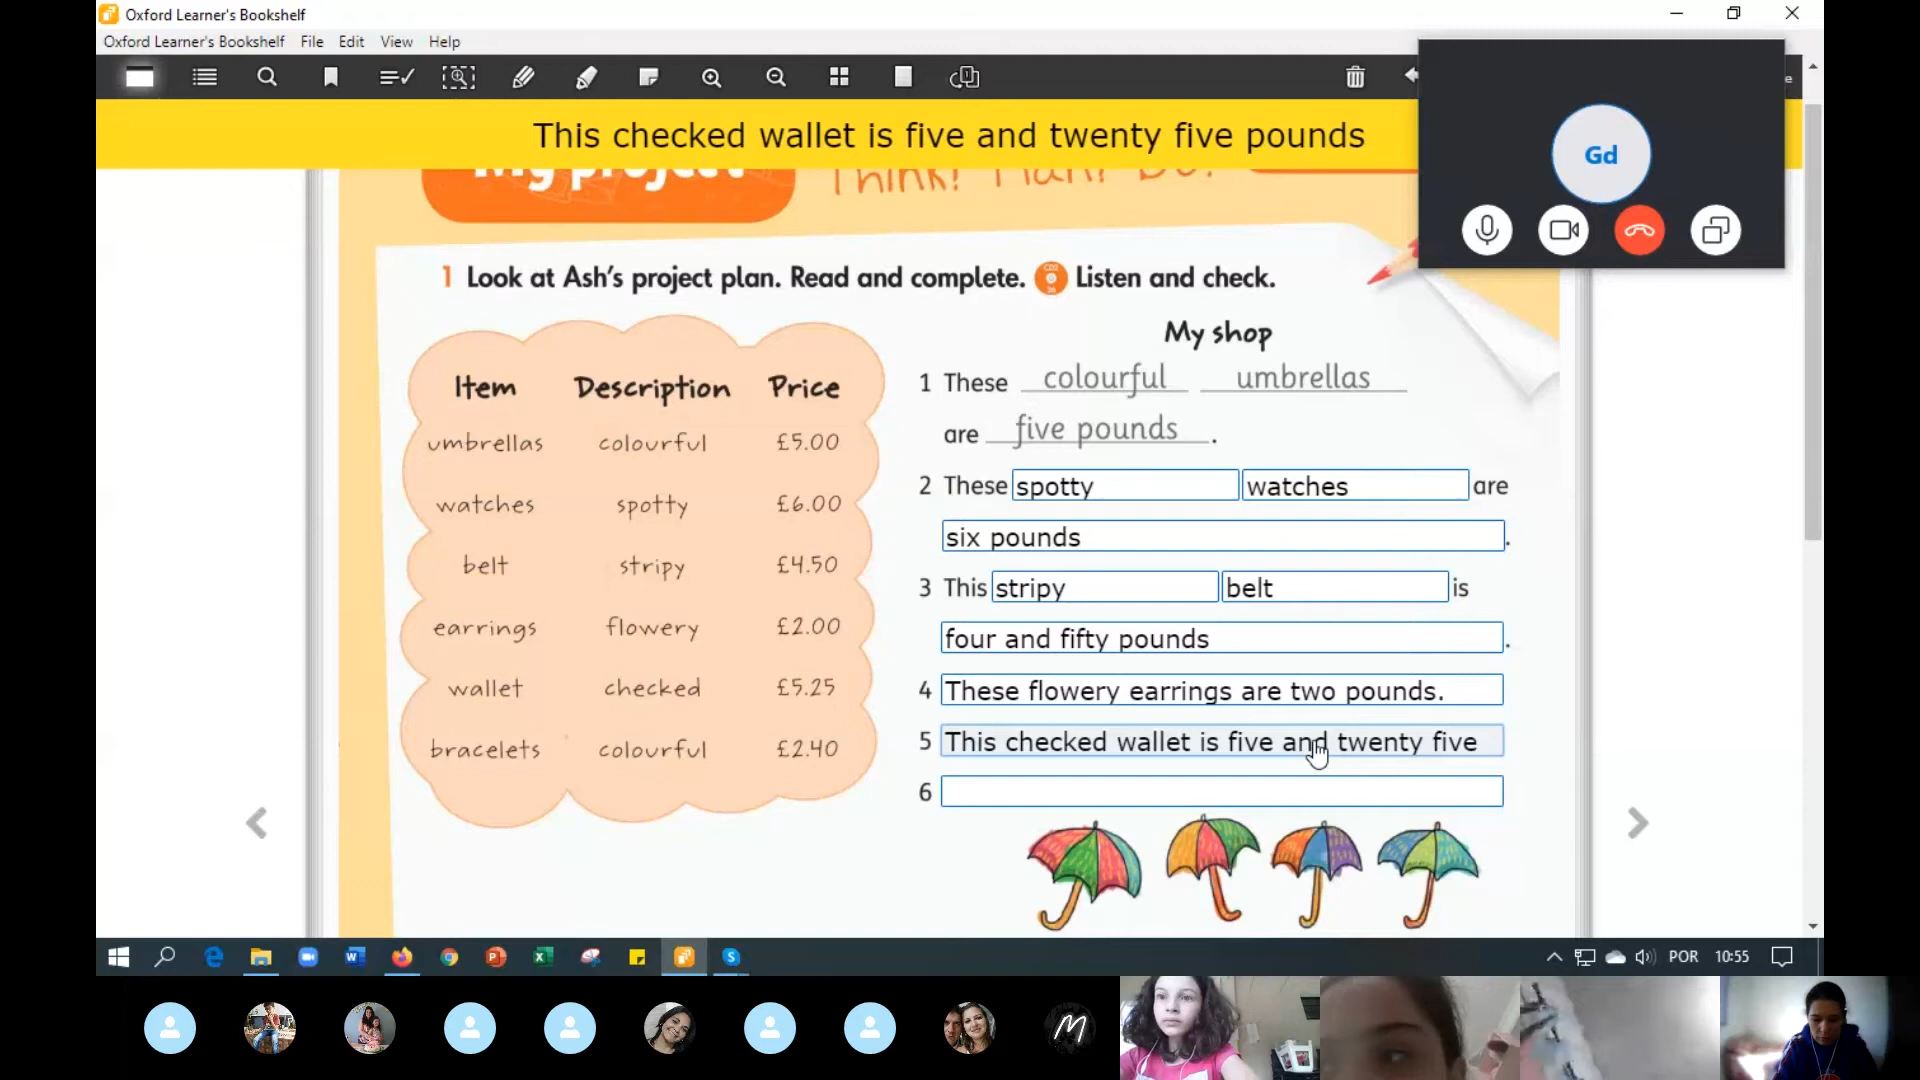 Oxford Learner's Bookshelf
Oxford Learner's Bookshelf File Edit View Help
This checked wallet is five and twenty five pounds
Gd
My project Think! Plan! Do!
1 Look at Ash's project plan. Read and complete. Listen and check.
My shop
Item Description Price
umbrellas colourful £5.00
watches spotty £6.00
belt stripy £4.50
earrings flowery £2.00
wallet checked £5.25
bracelets colourful £2.40
1 These colourful umbrellas
are five pounds.
2 These spotty watches are
six pounds.
3 This stripy belt is
four and fifty pounds.
4 These flowery earrings are two pounds.
5 This checked wallet is five and twenty five
6
POR 10:55
M